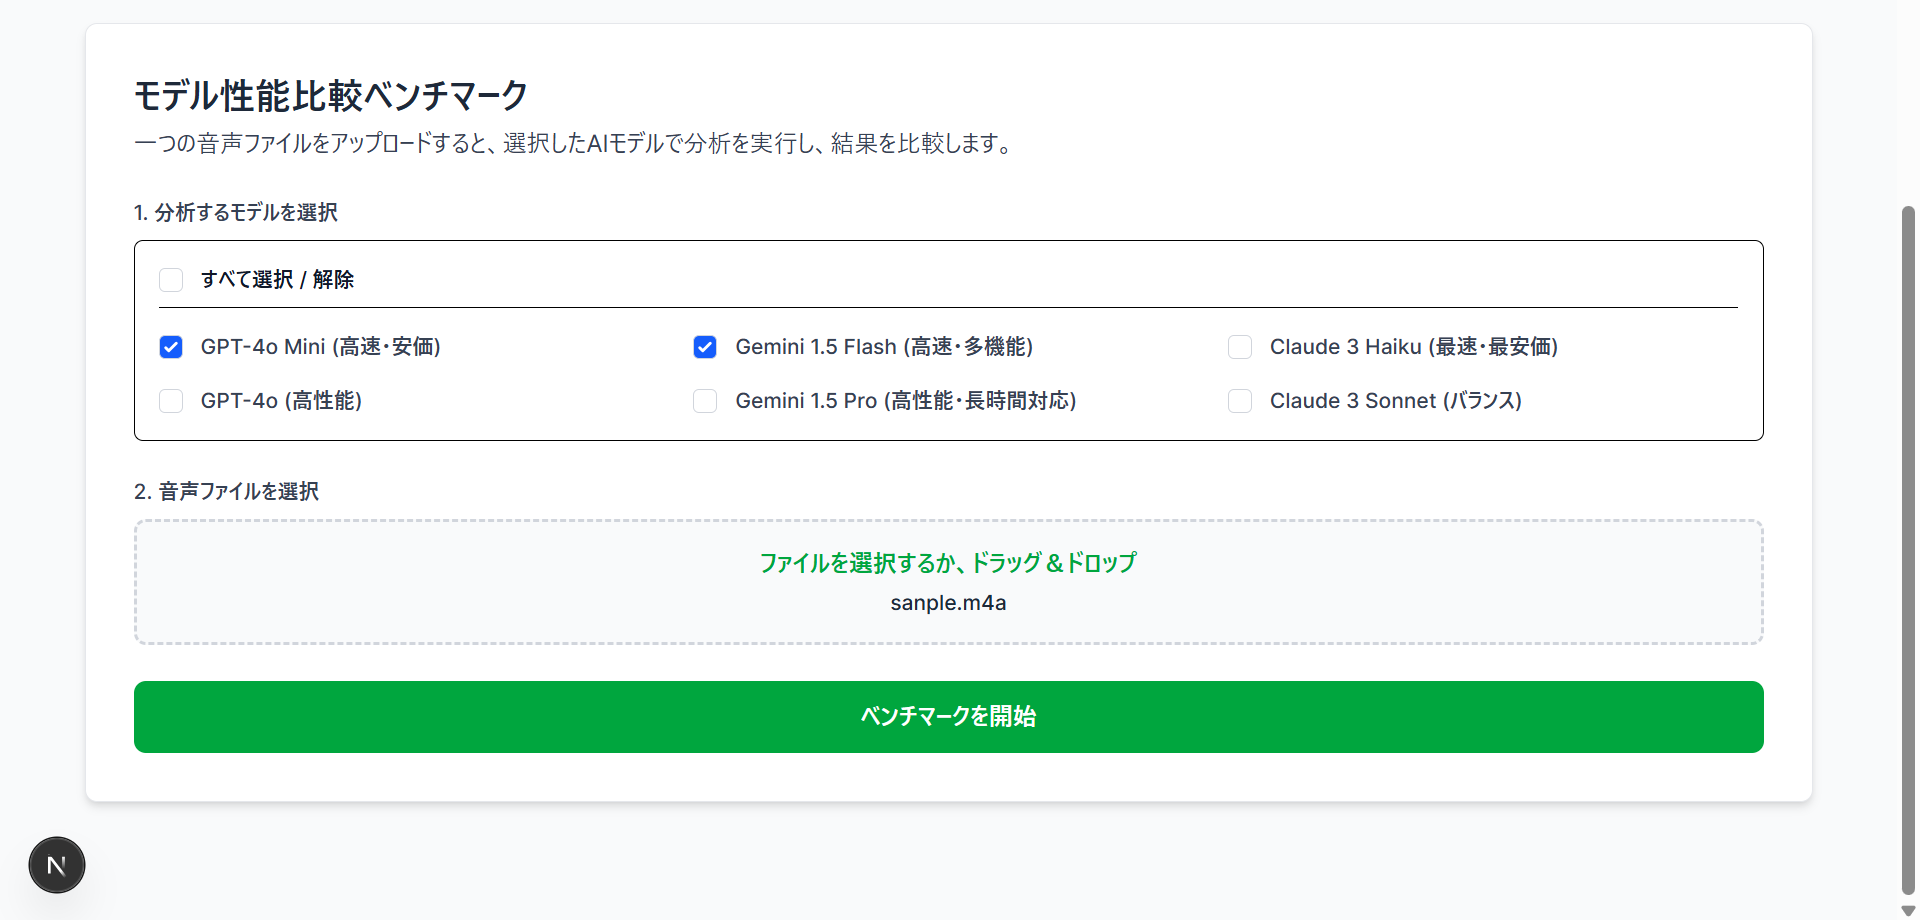 モデル性能比較ベンチマーク
一つの音声ファイルをアップロードすると、選択したAIモデルで分析を実行し、結果を比較します。
1. 分析するモデルを選択
すべて選択 / 解除
GPT-4o Mini (高速・安価)
Gemini 1.5 Flash (高速・多機能)
Claude 3 Haiku (最速・最安価)
GPT-4o (高性能)
Gemini 1.5 Pro (高性能・長時間対応)
Claude 3 Sonnet (バランス)
2. 音声ファイルを選択
ファイルを選択するか、ドラッグ＆ドロップ
sanple.m4a
ベンチマークを開始
N